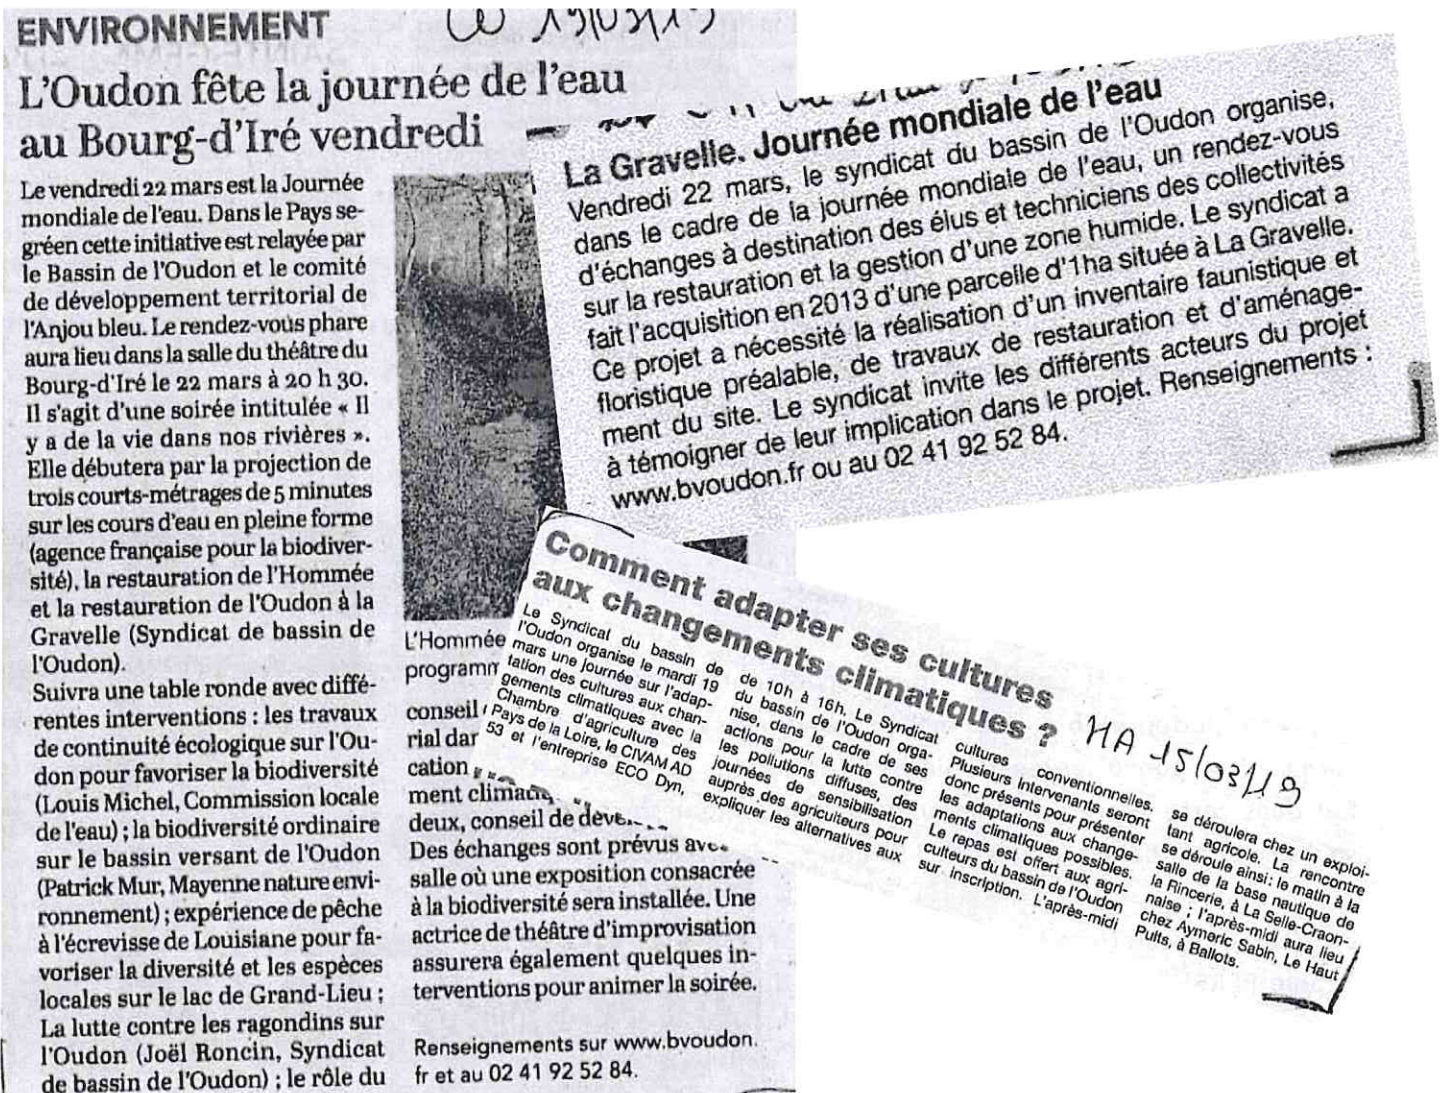 ENVIRONNEMENT
L'Oudon fête la journée de l'eau
au Bourg-d'Iré vendredi
Le vendredi 22 mars est la Journée
mondiale de l'eau. Dans le Pays se-
gréen cette initiative est relayée par
le Bassin de l'Oudon et le comité
de développement territorial de
l'Anjou bleu. Le rendez-vous phare
aura lieu dans la salle du théâtre du
Bourg-d'Iré le 22 mars à 20 h 30.
Il s'agit d'une soirée intitulée « Il
y a de la vie dans nos rivières ».
Elle débutera par la projection de
trois courts-métrages de 5 minutes
sur les cours d'eau en pleine forme
(agence française pour la biodiver-
sité), la restauration de l'Hommée
et la restauration de l'Oudon à la
Gravelle (Syndicat de bassin de
l'Oudon).
Suivra une table ronde avec diffé-
rentes interventions : les travaux
de continuité écologique sur l'Ou-
don pour favoriser la biodiversité
(Louis Michel, Commission locale
de l'eau) ; la biodiversité ordinaire
sur le bassin versant de l'Oudon
(Patrick Mur, Mayenne nature envi-
ronnement) ; expérience de pêche
à l'écrevisse de Louisiane pour fa-
voriser la diversité et les espèces
locales sur le lac de Grand-Lieu ;
La lutte contre les ragondins sur
l'Oudon (Joël Roncin, Syndicat
de bassin de l'Oudon) ; le rôle du
L'Hommée
programm
conseil
rial dan
cation
ment climatiq
deux, conseil de déve
Des échanges sont prévus avec
salle où une exposition consacrée
à la biodiversité sera installée. Une
actrice de théâtre d'improvisation
assurera également quelques in-
terventions pour animer la soirée.
Renseignements sur www.bvoudon.
fr et au 02 41 92 52 84.
La Gravelle. Journée mondiale de l'eau
Vendredi 22 mars, le syndicat du bassin de l'Oudon organise,
dans le cadre de la journée mondiale de l'eau, un rendez-vous
d'échanges à destination des élus et techniciens des collectivités
sur la restauration et la gestion d'une zone humide. Le syndicat a
fait l'acquisition en 2013 d'une parcelle d'1ha située à La Gravelle.
Ce projet a nécessité la réalisation d'un inventaire faunistique et
floristique préalable, de travaux de restauration et d'aménage-
ment du site. Le syndicat invite les différents acteurs du projet
à témoigner de leur implication dans le projet. Renseignements :
www.bvoudon.fr ou au 02 41 92 52 84.
Comment adapter ses cultures
aux changements climatiques ?
HA 15/03/19
Le Syndicat du bassin de
l'Oudon organise le mardi 19
mars une journée sur l'adap-
tation des cultures aux chan-
gements climatiques avec la
Chambre d'agriculture des
Pays de la Loire, le CIVAM AD
53 et l'entreprise ECO Dyn,
de 10h à 16h, Le Syndicat
du bassin de l'Oudon orga-
nise, dans le cadre de ses
actions pour la lutte contre
les pollutions diffuses, des
journées de sensibilisation
auprès des agriculteurs pour
expliquer les alternatives aux
cultures conventionnelles.
Plusieurs intervenants seront
donc présents pour présenter
les adaptations aux change-
ments climatiques possibles.
Le repas est offert aux agri-
culteurs du bassin de l'Oudon
sur inscription. L'après-midi
se déroulera chez un exploi-
tant agricole. La rencontre
se déroule ainsi : le matin à la
salle de la base nautique de
la Rincerie, à La Selle-Craon-
naise ; l'après-midi aura lieu
chez Aymeric Sabin, Le Haut
Puits, à Ballots.